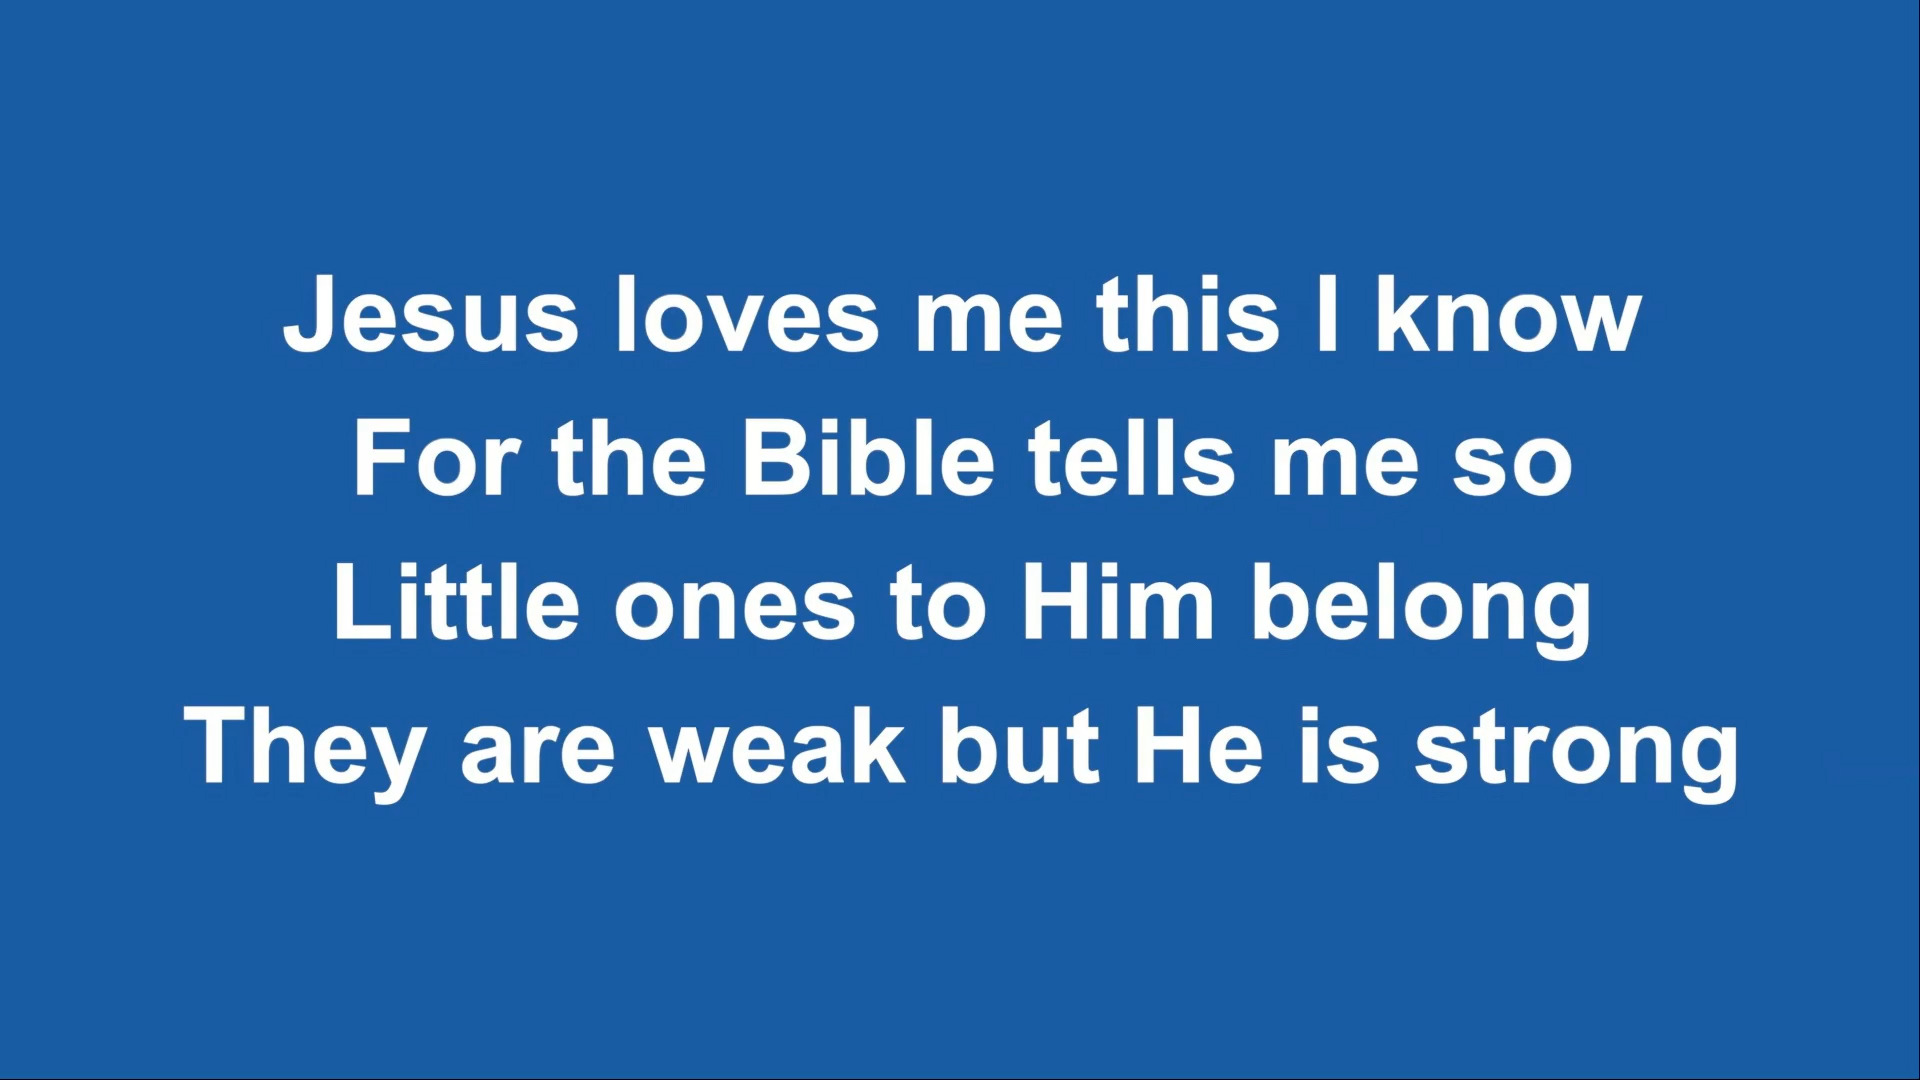 Jesus loves me this I know
For the Bible tells me so
Little ones to Him belong
They are weak but He is strong